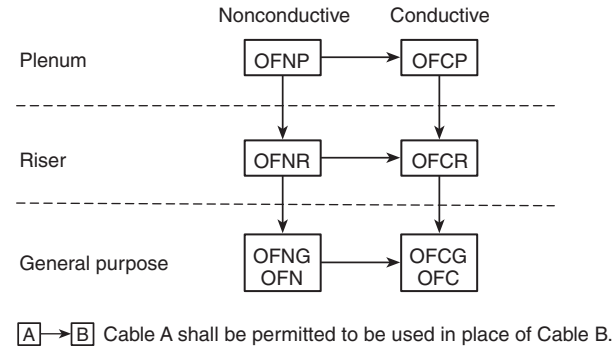 Nonconductive Conductive
Plenum OFNP OFCP
Riser OFNR OFCR
General purpose OFNG OFCG
OFN OFC
A B Cable A shall be permitted to be used in place of Cable B.